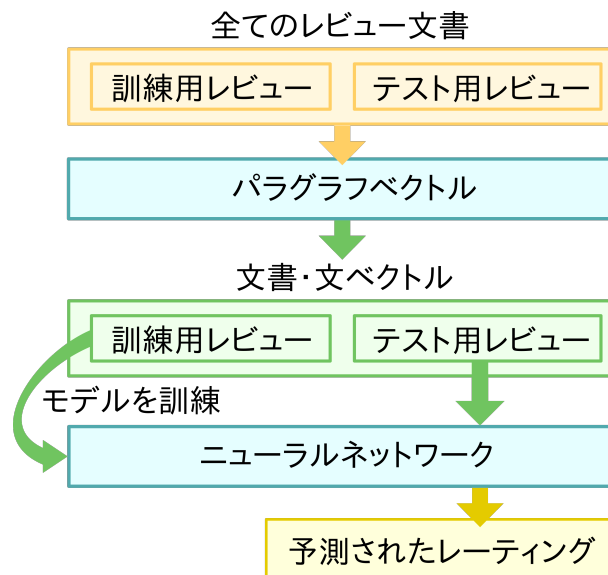 全てのレビュー文書
訓練用レビュー テスト用レビュー
パラグラフベクトル
文書・文ベクトル
訓練用レビュー テスト用レビュー
モデルを訓練
ニューラルネットワーク
予測されたレーティング